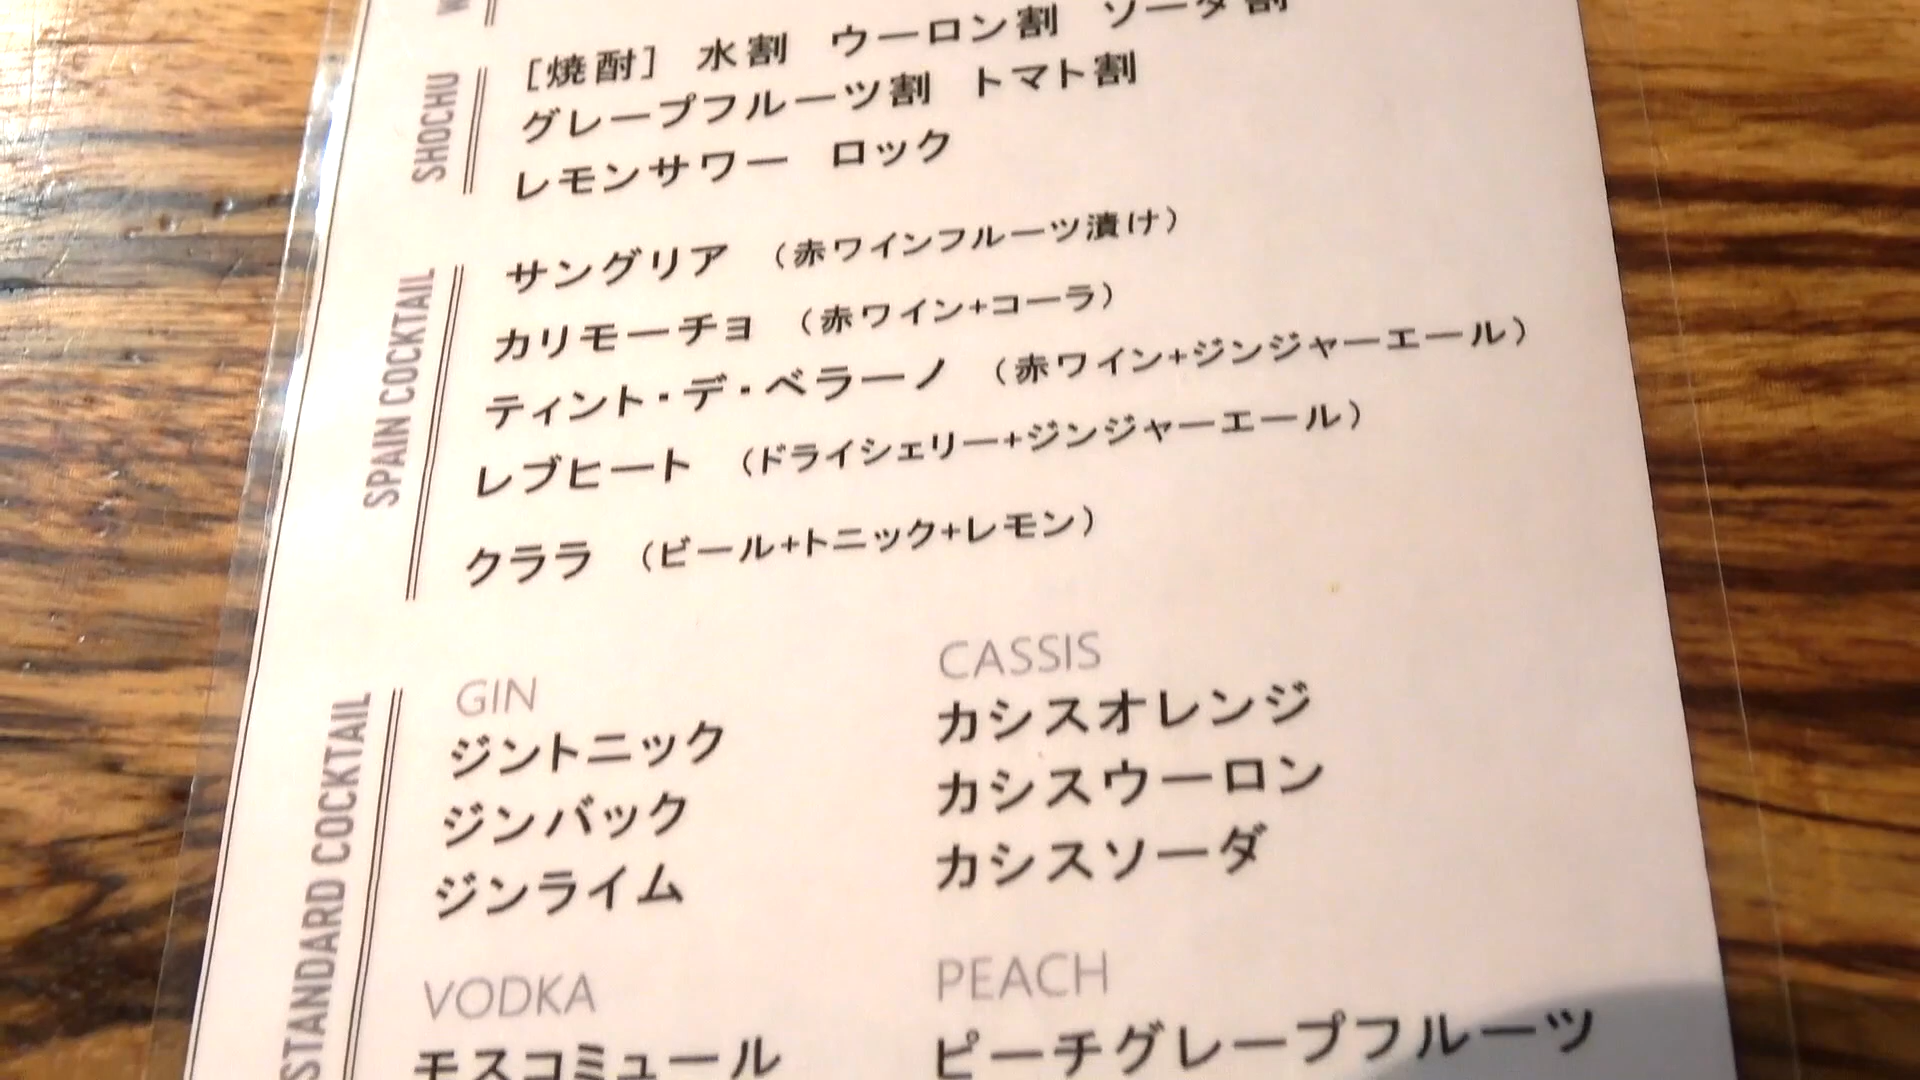 SHOCHU
[焼酎] 水割 ウーロン割 ソーダ割
グレープフルーツ割 トマト割
レモンサワー ロック
SPAIN COCKTAIL
サングリア (赤ワインフルーツ漬け)
カリモーチョ (赤ワイン+コーラ)
ティント・デ・ベラーノ (赤ワイン+ジンジャーエール)
レブヒート (ドライシェリー+ジンジャーエール)
クララ (ビール+トニック+レモン)
STANDARD COCKTAIL
GIN
ジントニック
ジンバック
ジンライム
CASSIS
カシスオレンジ
カシスウーロン
カシスソーダ
VODKA
モスコミュール
PEACH
ピーチグレープフルーツ